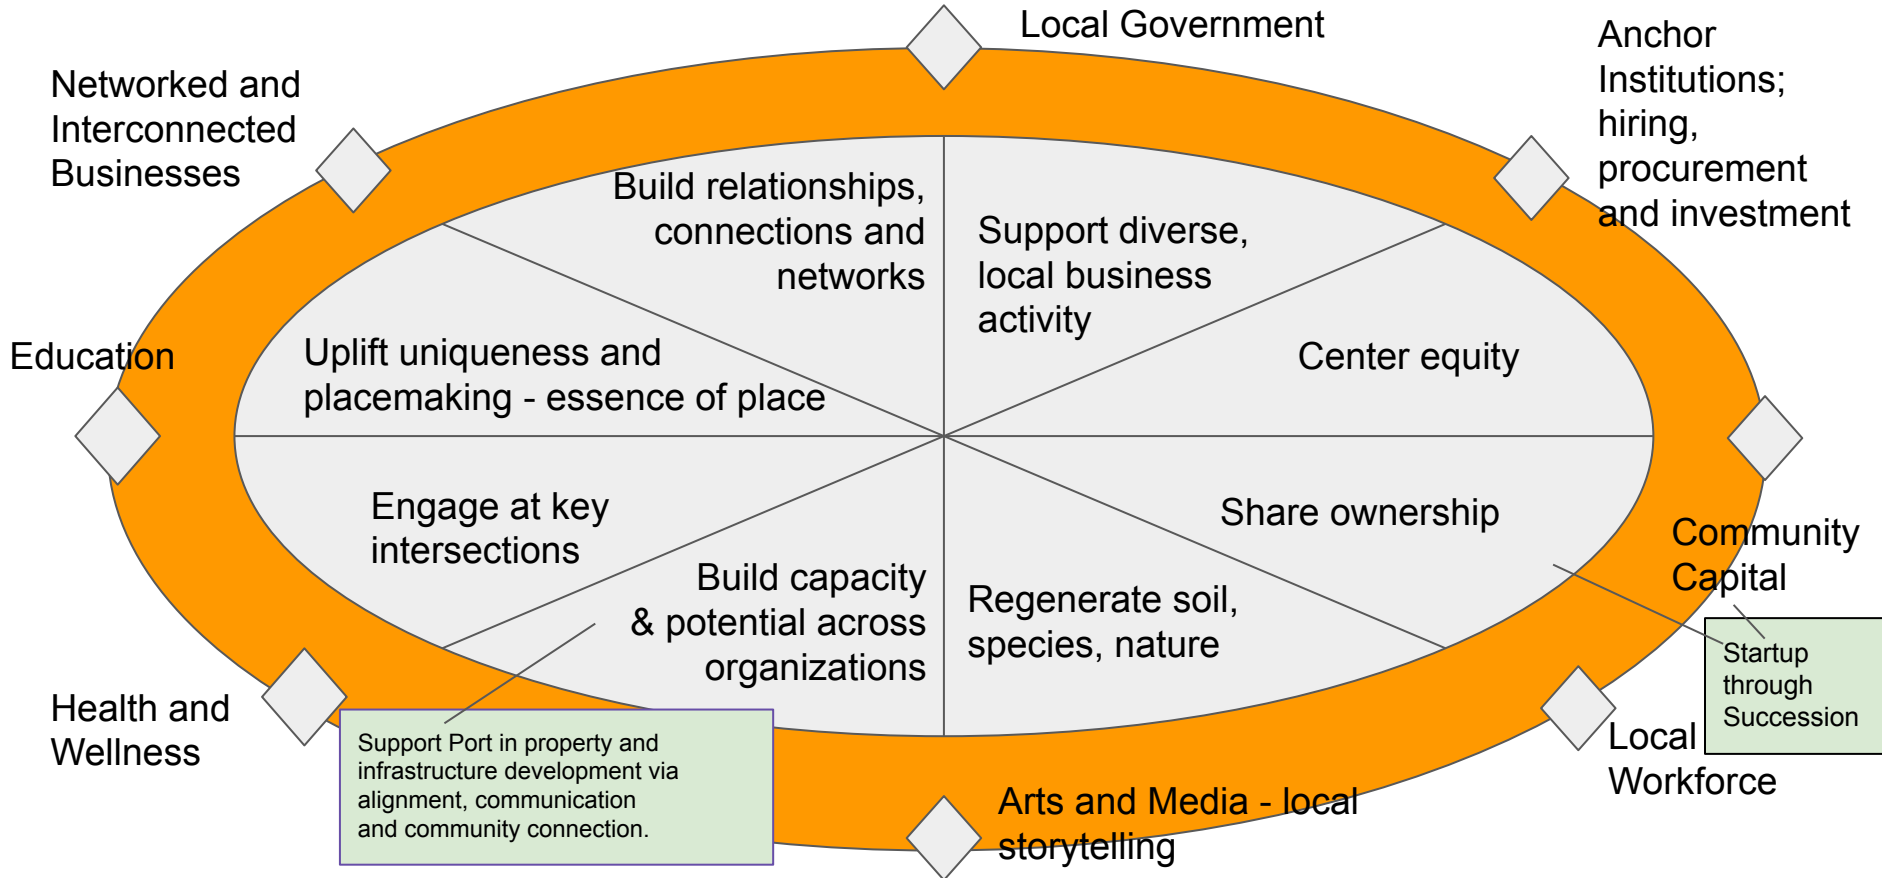 Local Government
Anchor
Institutions;
hiring,
procurement
and investment
Networked and
Interconnected
Businesses
Build relationships,
connections and
networks
Support diverse,
local business
activity
Education
Uplift uniqueness and
placemaking - essence of place
Center equity
Engage at key
intersections
Share ownership
Community
Capital
Build capacity
& potential across
organizations
Regenerate soil,
species, nature
Startup
through
Succession
Health and
Wellness
Support Port in property and
infrastructure development via
alignment, communication
and community connection.
Local
Workforce
Arts and Media - local
storytelling